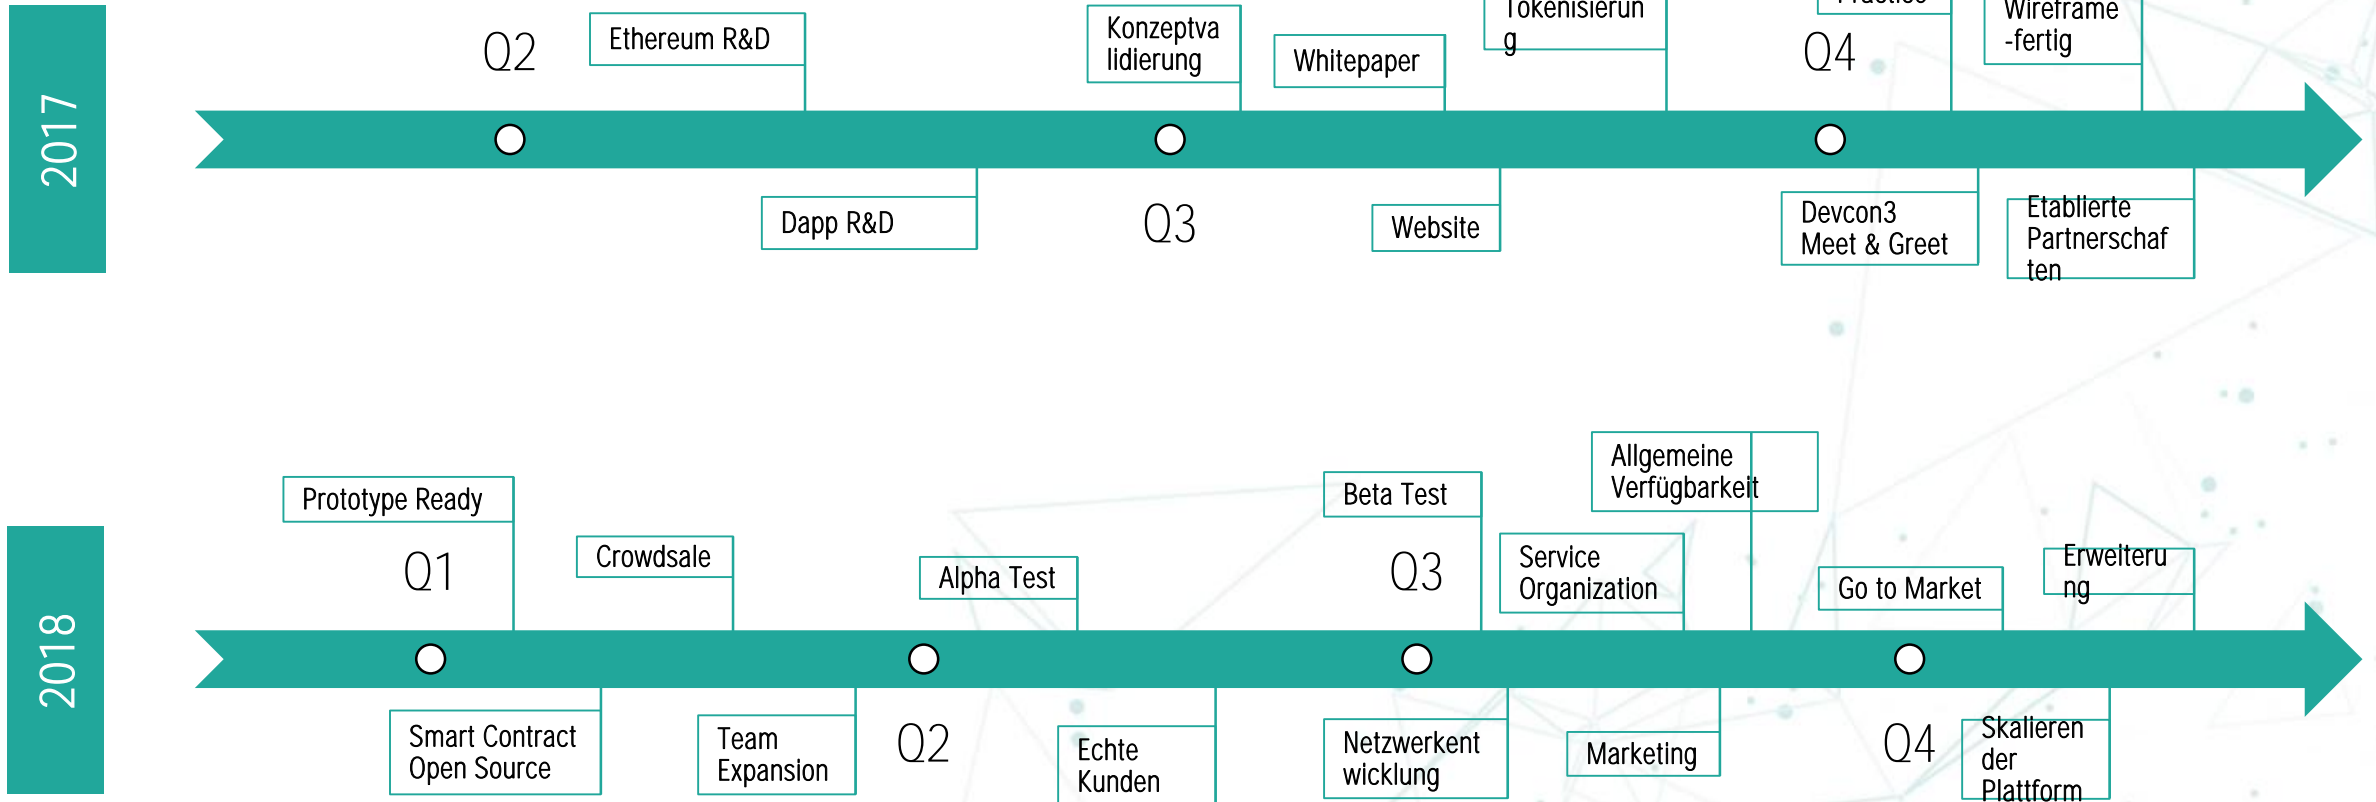 2017
Q2
Ethereum R&D
Dapp R&D
Konzeptva
lidierung
Q3
Whitepaper
Website
Tokenisierun
g
Q4
Devcon3
Meet & Greet
Wireframe
-fertig
Etablierte
Partnerschaf
ten
2018
Prototype Ready
Q1
Smart Contract
Open Source
Crowdsale
Team
Expansion
Q2
Alpha Test
Echte
Kunden
Beta Test
Q3
Netzwerkent
wicklung
Service
Organization
Allgemeine
Verfügbarkeit
Marketing
Go to Market
Q4
Skalieren
der
Plattform
Erweiteru
ng